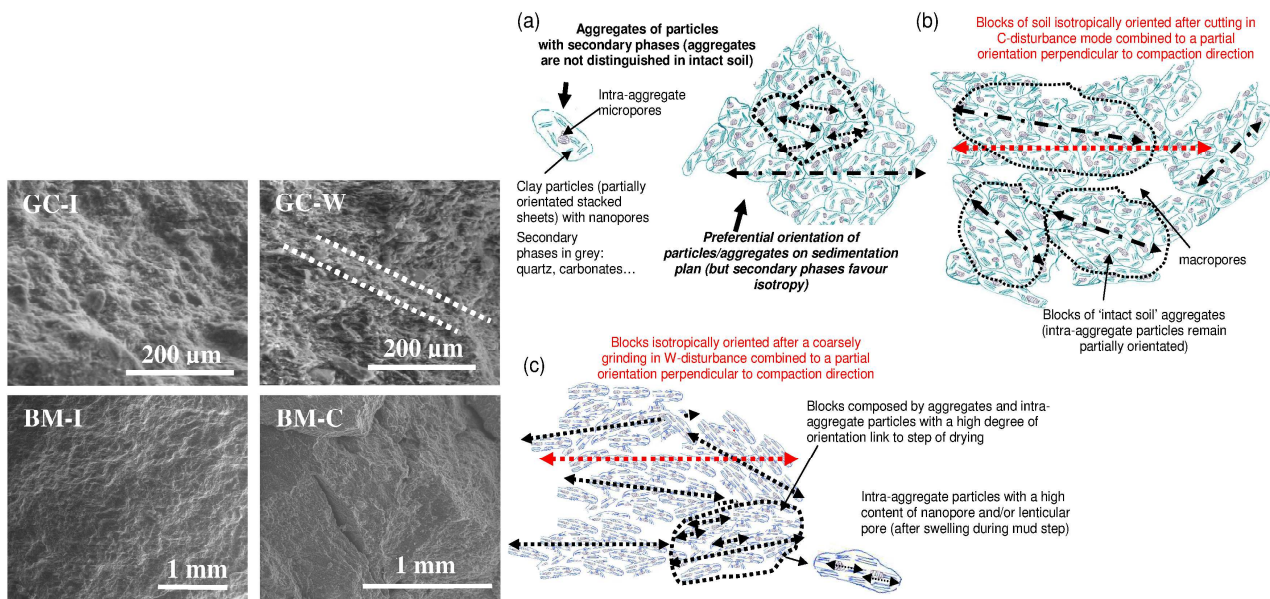 GC-I
200 µm
GC-W
200 µm
BM-I
1 mm
BM-C
1 mm
(a)
Aggregates of particles
with secondary phases (aggregates
are not distinguished in intact soil)
Intra-aggregate
micropores
Clay particles (partially
orientated stacked
sheets) with nanopores
Secondary
phases in grey:
quartz, carbonates…
Preferential orientation of
particles/aggregates on sedimentation
plan (but secondary phases favour
isotropy)
(b)
Blocks of soil isotropically oriented after cutting in
C-disturbance mode combined to a partial
orientation perpendicular to compaction direction
macropores
Blocks of ‘intact soil’ aggregates
(intra-aggregate particles remain
partially orientated)
(c)
Blocks isotropically oriented after a coarsely
grinding in W-disturbance combined to a partial
orientation perpendicular to compaction direction
Blocks composed by aggregates and intra-
aggregate particles with a high degree of
orientation link to step of drying
Intra-aggregate particles with a high
content of nanopore and/or lenticular
pore (after swelling during mud step)